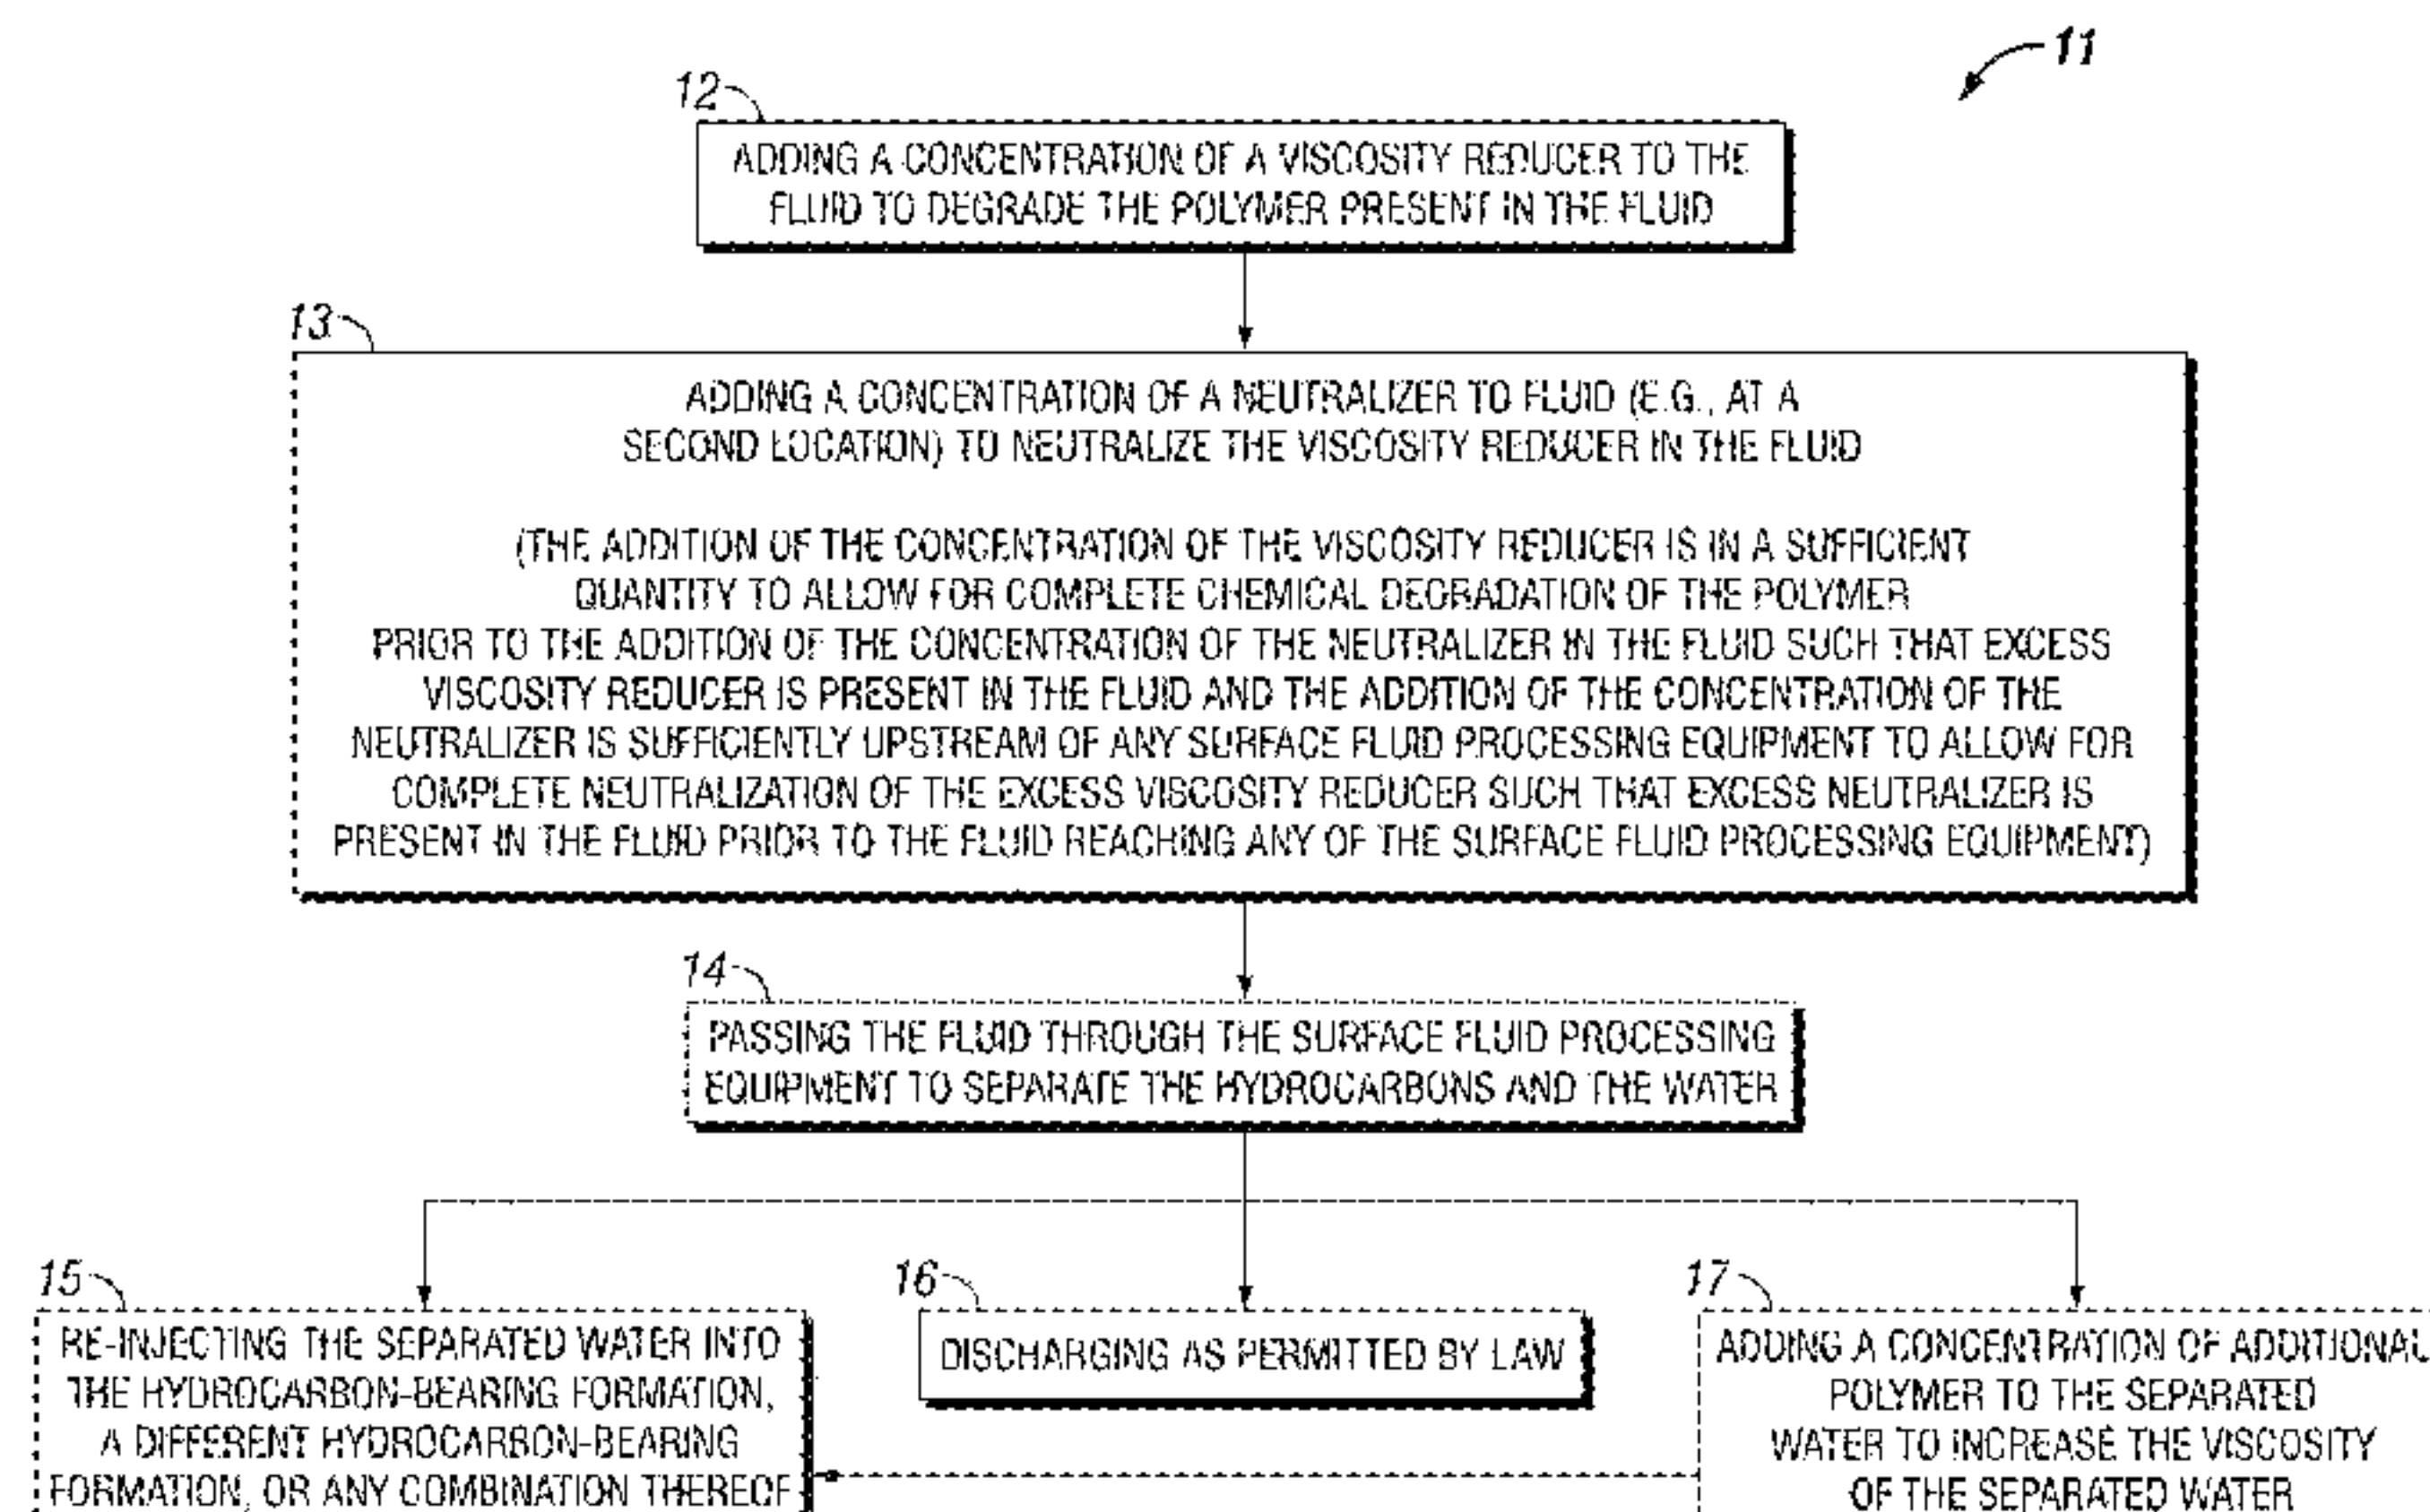 11
12
ADDING A CONCENTRATION OF A VISCOSITY REDUCER TO THE
FLUID TO DEGRADE THE POLYMER PRESENT IN THE FLUID
13
ADDING A CONCENTRATION OF A NEUTRALIZER TO FLUID (E.G., AT A
SECOND LOCATION) TO NEUTRALIZE THE VISCOSITY REDUCER IN THE FLUID
(THE ADDITION OF THE CONCENTRATION OF THE VISCOSITY REDUCER IS IN A SUFFICIENT
QUANTITY TO ALLOW FOR COMPLETE CHEMICAL DEGRADATION OF THE POLYMER
PRIOR TO THE ADDITION OF THE CONCENTRATION OF THE NEUTRALIZER IN THE FLUID SUCH THAT EXCESS
VISCOSITY REDUCER IS PRESENT IN THE FLUID AND THE ADDITION OF THE CONCENTRATION OF THE
NEUTRALIZER IS SUFFICIENTLY UPSTREAM OF ANY SURFACE FLUID PROCESSING EQUIPMENT TO ALLOW FOR
COMPLETE NEUTRALIZATION OF THE EXCESS VISCOSITY REDUCER SUCH THAT EXCESS NEUTRALIZER IS
PRESENT IN THE FLUID PRIOR TO THE FLUID REACHING ANY OF THE SURFACE FLUID PROCESSING EQUIPMENT)
14
PASSING THE FLUID THROUGH THE SURFACE FLUID PROCESSING
EQUIPMENT TO SEPARATE THE HYDROCARBONS AND THE WATER
15
RE-INJECTING THE SEPARATED WATER INTO
THE HYDROCARBON-BEARING FORMATION,
A DIFFERENT HYDROCARBON-BEARING
FORMATION, OR ANY COMBINATION THEREOF
16
DISCHARGING AS PERMITTED BY LAW
17
ADDING A CONCENTRATION OF ADDITIONAL
POLYMER TO THE SEPARATED
WATER TO INCREASE THE VISCOSITY
OF THE SEPARATED WATER